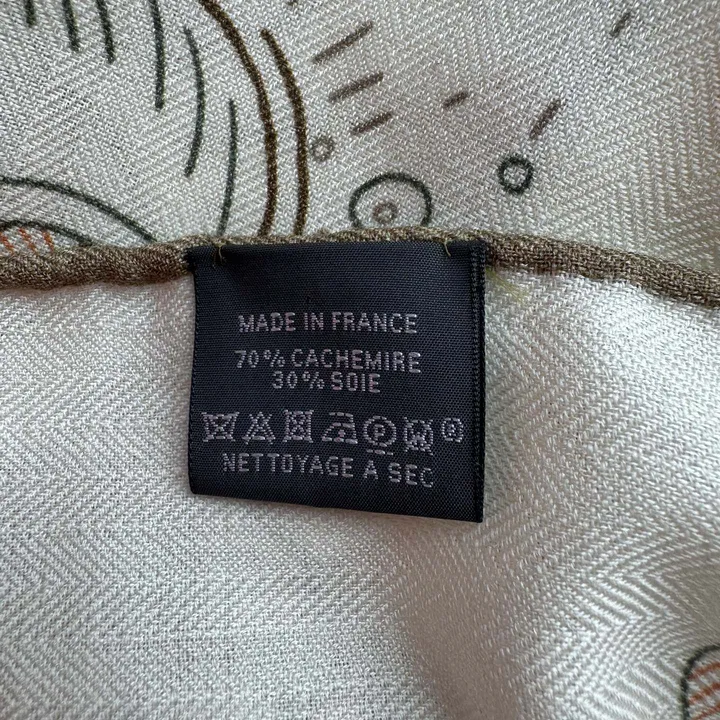 MADE IN FRANCE
70% CACHEMIRE
30% SOIE
P W ®
NETTOYAGE A SEC